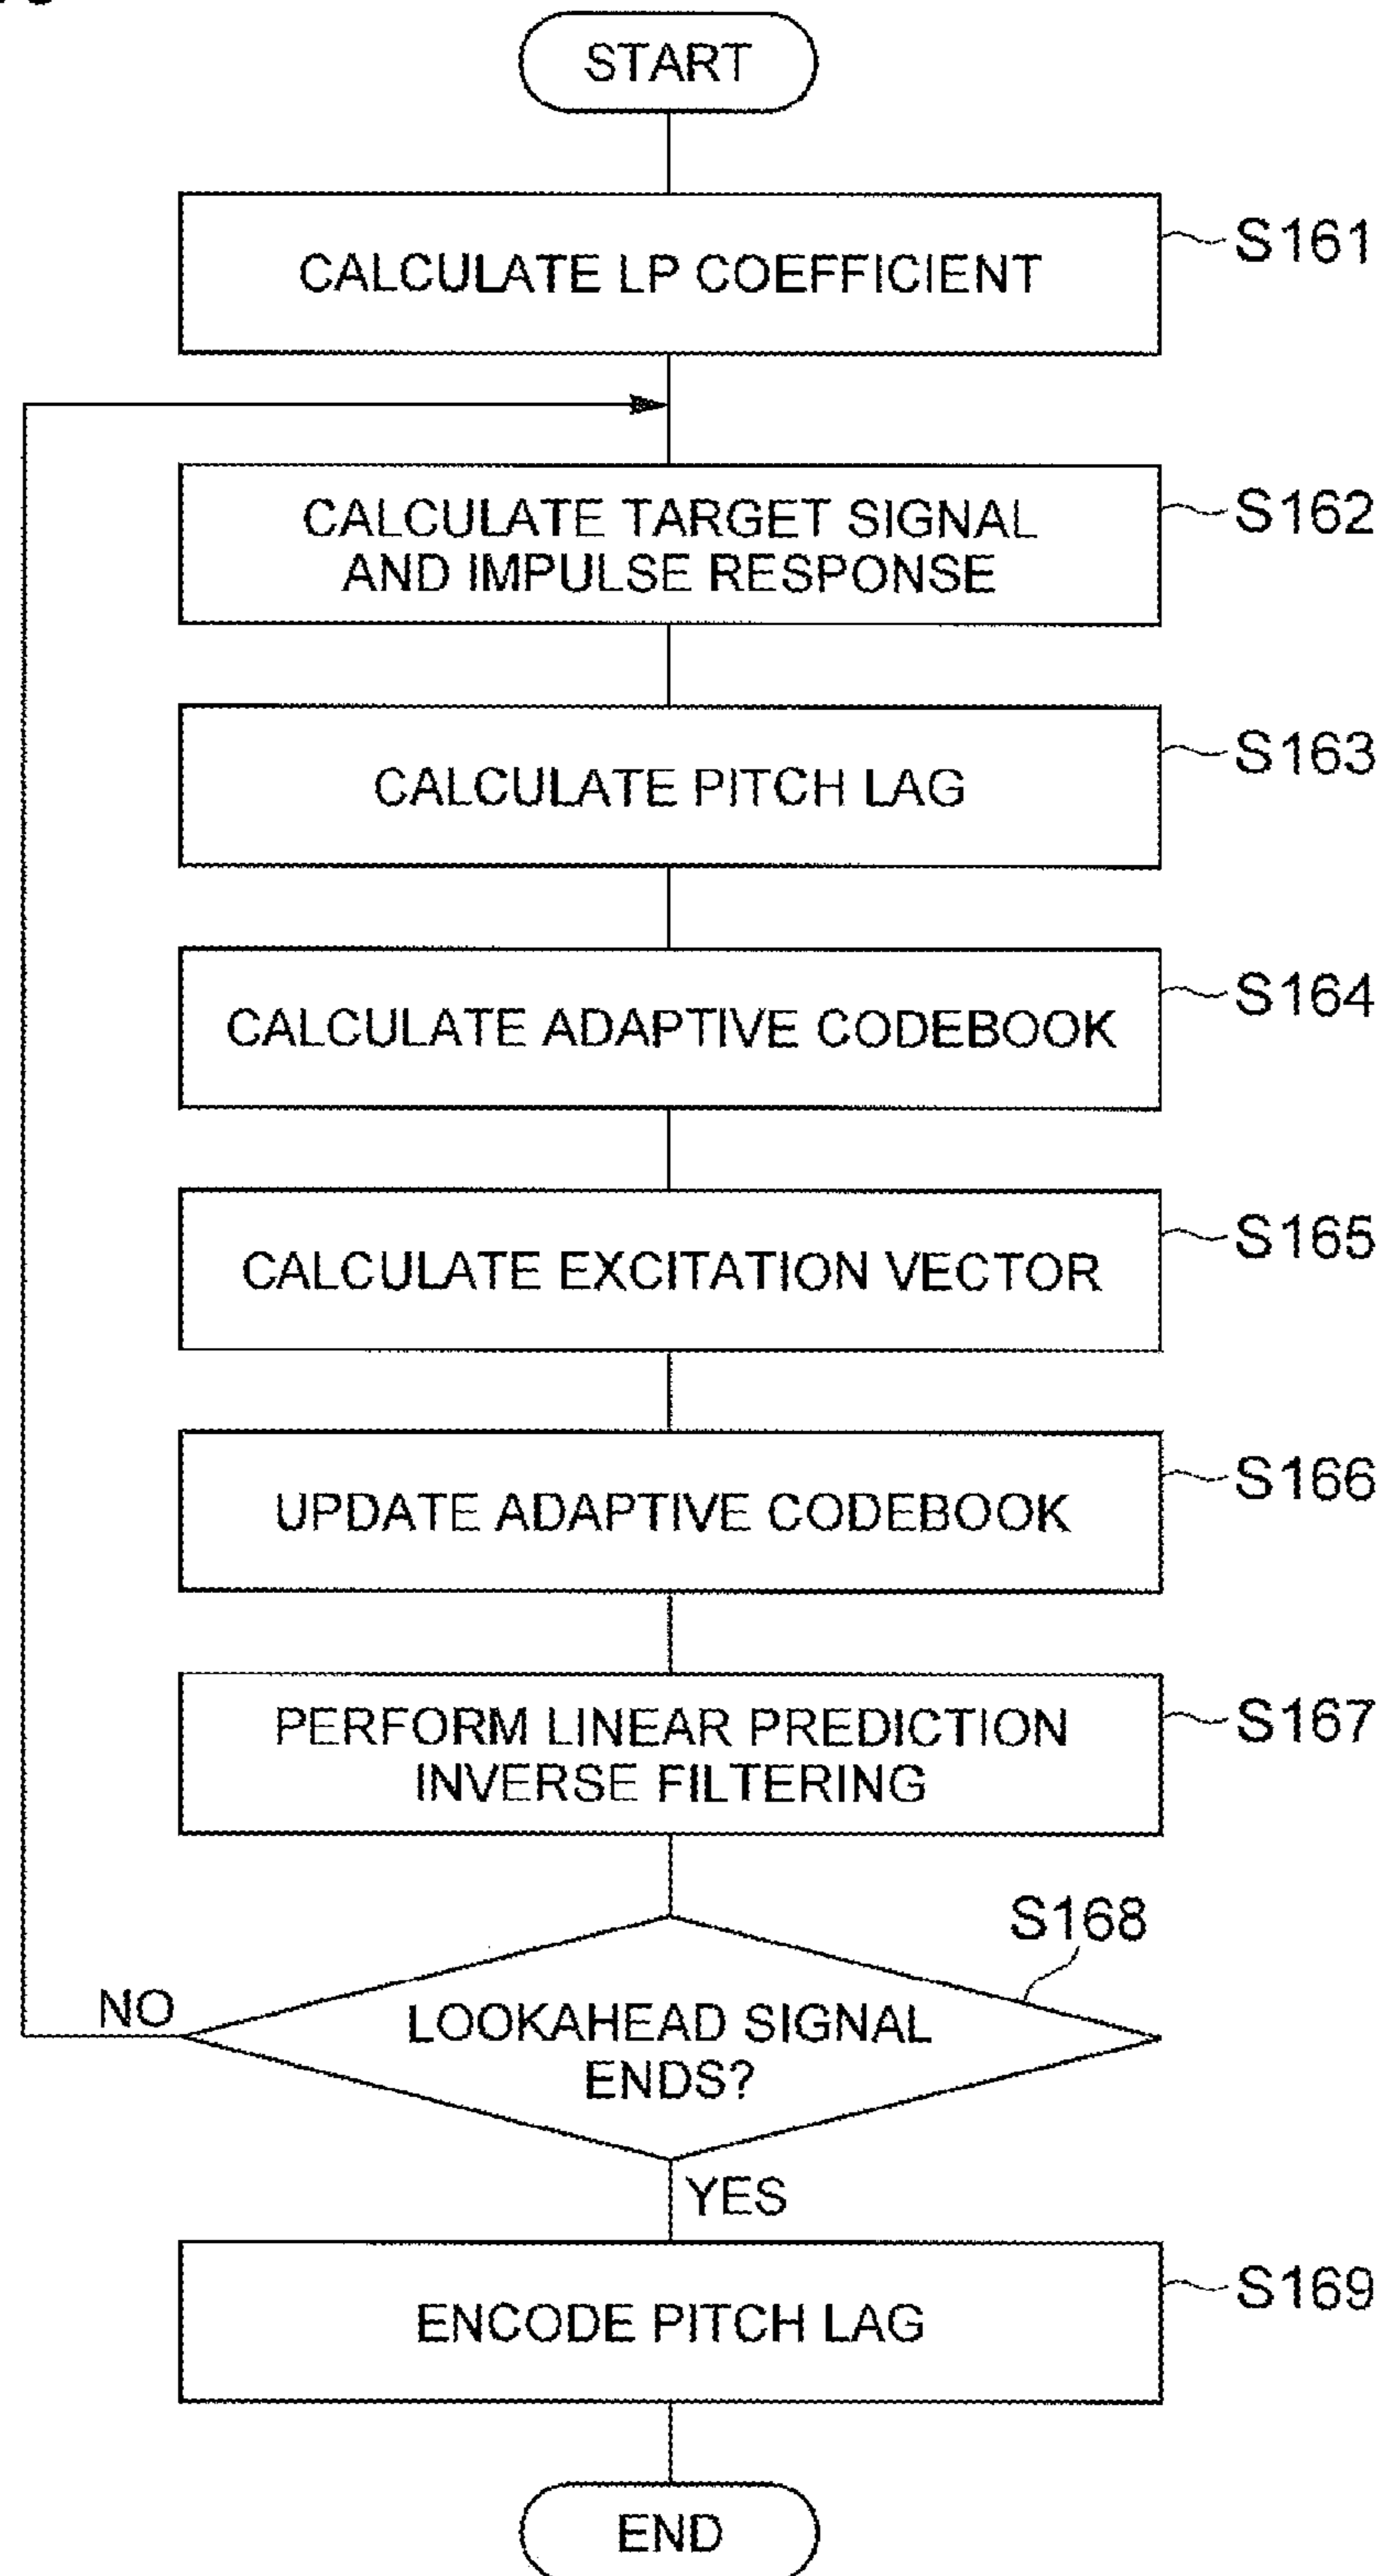 START
CALCULATE LP COEFFICIENT
S161
CALCULATE TARGET SIGNAL
AND IMPULSE RESPONSE
S162
CALCULATE PITCH LAG
S163
CALCULATE ADAPTIVE CODEBOOK
S164
CALCULATE EXCITATION VECTOR
S165
UPDATE ADAPTIVE CODEBOOK
S166
PERFORM LINEAR PREDICTION
INVERSE FILTERING
S167
S168
NO
LOOKAHEAD SIGNAL
ENDS?
YES
ENCODE PITCH LAG
S169
END